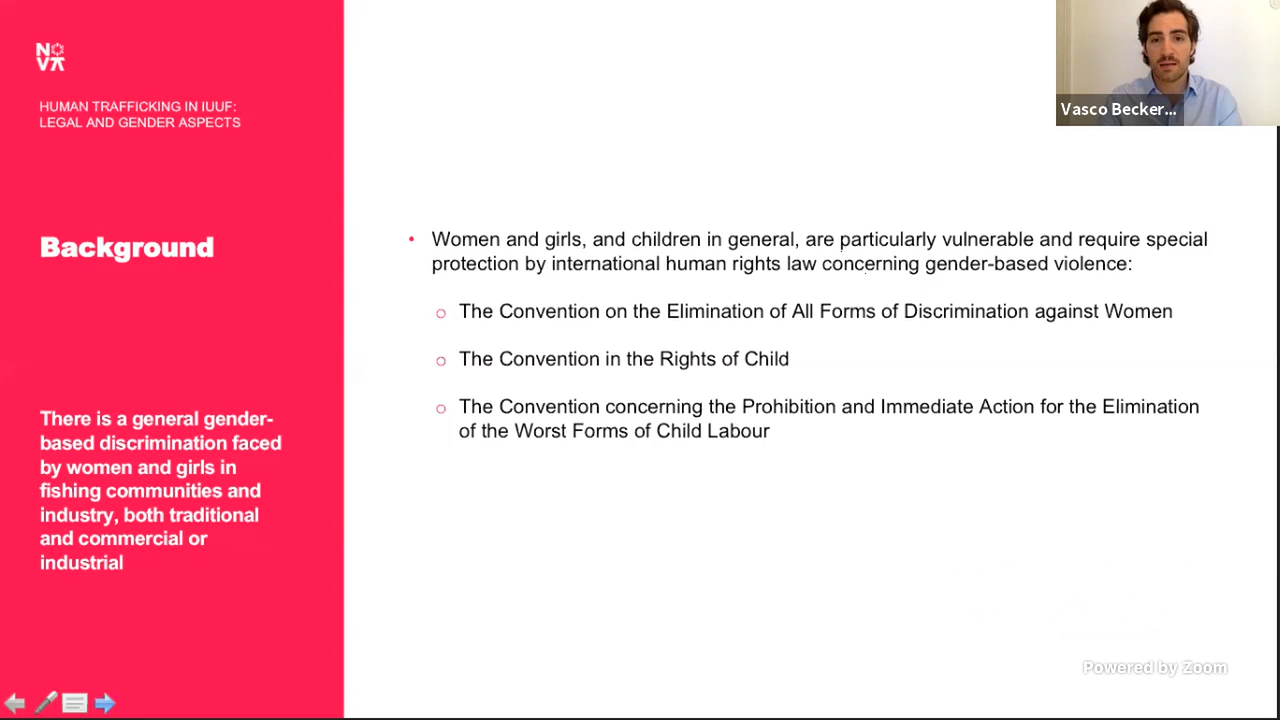 NOVA
HUMAN TRAFFICKING IN IUUF:
LEGAL AND GENDER ASPECTS
Background
There is a general gender-
based discrimination faced
by women and girls in
fishing communities and
industry, both traditional
and commercial or
industrial
• Women and girls, and children in general, are particularly vulnerable and require special
protection by international human rights law concerning gender-based violence:
o The Convention on the Elimination of All Forms of Discrimination against Women
o The Convention in the Rights of Child
o The Convention concerning the Prohibition and Immediate Action for the Elimination
of the Worst Forms of Child Labour
Vasco Becker...
Powered by Zoom